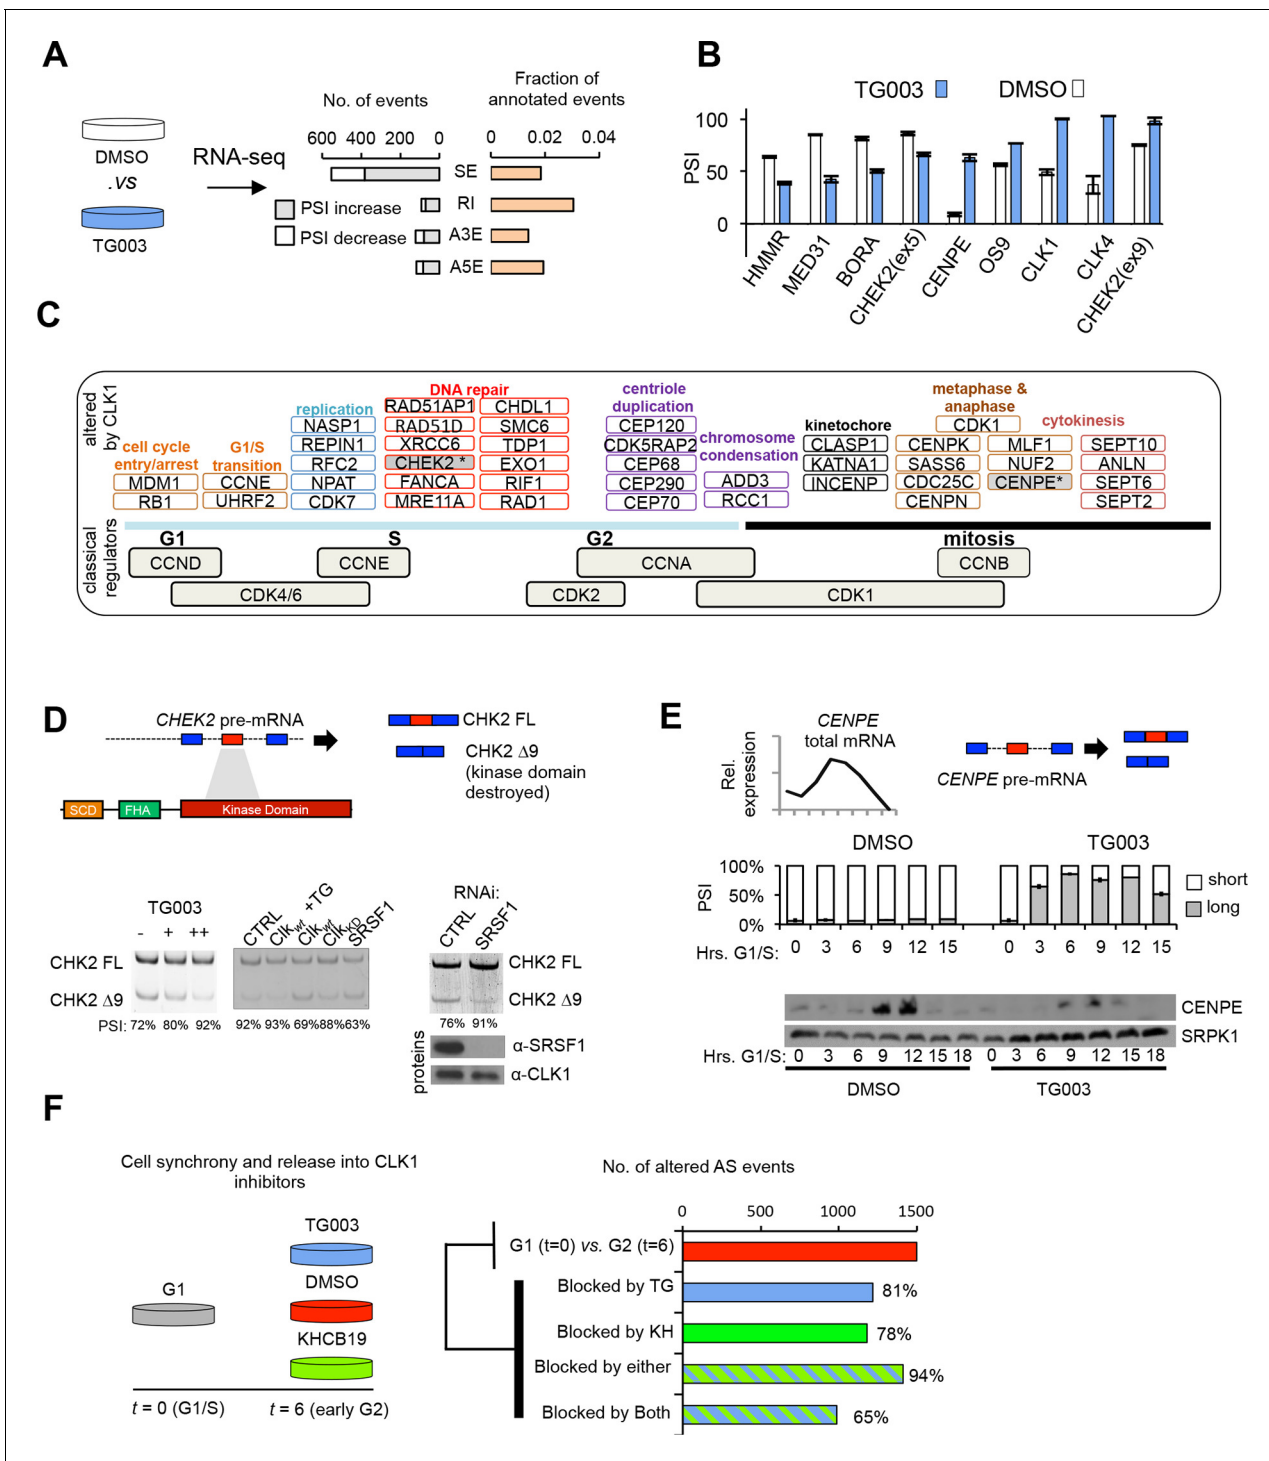 A
No. of events
Fraction of
annotated events
600 400 200 0
0 0.02 0.04
DMSO
.vs
TG003
RNA-seq
PSI increase
PSI decrease
SE
RI
A3E
A5E
B
TG003
DMSO
PSI
100
50
0
HMMR
MED31
BORA
CHEK2(ex5)
CENPE
OS9
CLK1
CLK4
CHEK2(ex9)
C
altered
by CLK1
cell cycle
entry/arrest
MDM1
RB1
G1/S
transition
CCNE
UHRF2
replication
NASP1
REPIN1
RFC2
NPAT
CDK7
DNA repair
RAD51AP1
RAD51D
XRCC6
CHEK2 *
FANCA
MRE11A
CHDL1
SMC6
TDP1
EXO1
RIF1
RAD1
centriole
duplication
CEP120
CDK5RAP2
CEP68
CEP290
CEP70
chromosome
condensation
ADD3
RCC1
kinetochore
CLASP1
KATNA1
INCENP
metaphase &
anaphase
CDK1
CENPK
SASS6
CDC25C
CENPN
MLF1
NUF2
CENPE*
cytokinesis
SEPT10
ANLN
SEPT6
SEPT2
classical
regulators
G1 S G2 mitosis
CCND CCNE CCNA CCNB
CDK4/6 CDK2 CDK1
D
CHEK2 pre-mRNA
CHK2 FL
CHK2 Δ9
(kinase domain
destroyed)
SCD FHA Kinase Domain
TG003
- + ++
CHK2 FL
CHK2 Δ9
PSI: 72% 80% 92%
CTRL
Clkwt +TG
Clkwt
ClkKD
SRSF1
92% 93% 69% 88% 63%
RNAi:
CTRL
SRSF1
CHK2 FL
CHK2 Δ9
76% 91%
proteins
α-SRSF1
α-CLK1
E
CENPE
total mRNA
Rel.
expression
CENPE pre-mRNA
DMSO TG003
PSI
100%
50%
0%
short
long
Hrs. G1/S: 0 3 6 9 12 15 0 3 6 9 12 15
CENPE
SRPK1
Hrs. G1/S: 0 3 6 9 12 15 18 0 3 6 9 12 15 18
DMSO TG003
F
Cell synchrony and release into CLK1
inhibitors
TG003
G1
DMSO
KHCB19
t = 0 (G1/S) t = 6 (early G2)
No. of altered AS events
0 500 1000 1500
G1 (t=0) vs. G2 (t=6)
Blocked by TG 81%
Blocked by KH 78%
Blocked by either 94%
Blocked by Both 65%